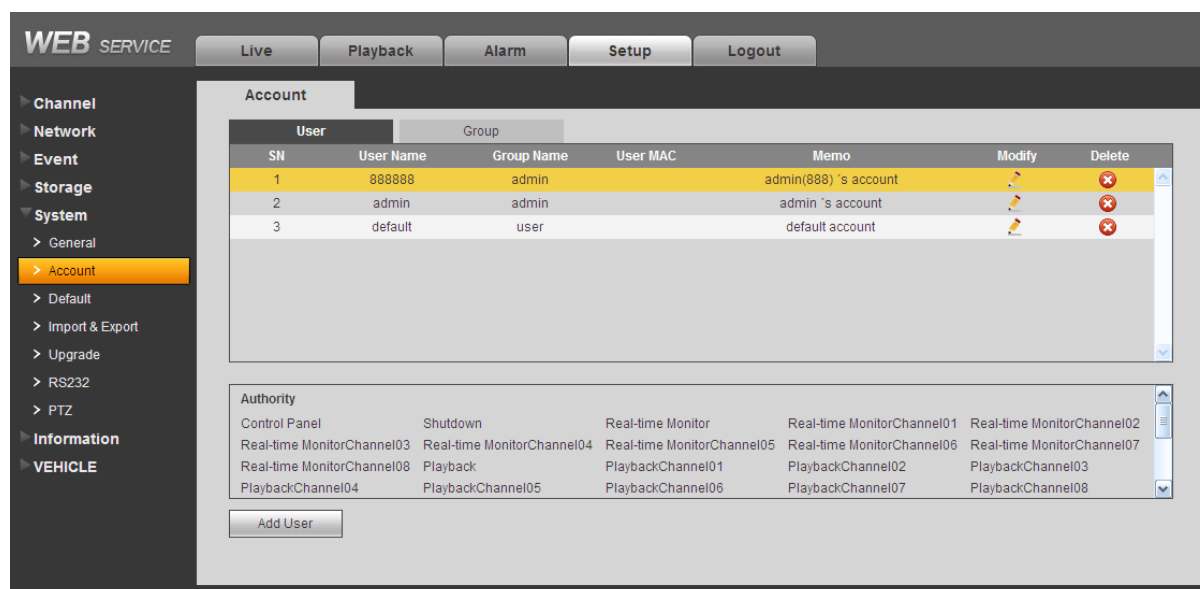 WEB SERVICE
Live Playback Alarm Setup Logout
Channel
Network
Event
Storage
System
> General
> Account
> Default
> Import & Export
> Upgrade
> RS232
> PTZ
Information
VEHICLE
Account
User Group
SN User Name Group Name User MAC Memo Modify Delete
1 888888 admin admin(888) 's account
2 admin admin admin 's account
3 default user default account
Authority
Control Panel Shutdown Real-time Monitor Real-time MonitorChannel01 Real-time MonitorChannel02
Real-time MonitorChannel03 Real-time MonitorChannel04 Real-time MonitorChannel05 Real-time MonitorChannel06 Real-time MonitorChannel07
Real-time MonitorChannel08 Playback PlaybackChannel01 PlaybackChannel02 PlaybackChannel03
PlaybackChannel04 PlaybackChannel05 PlaybackChannel06 PlaybackChannel07 PlaybackChannel08
Add User